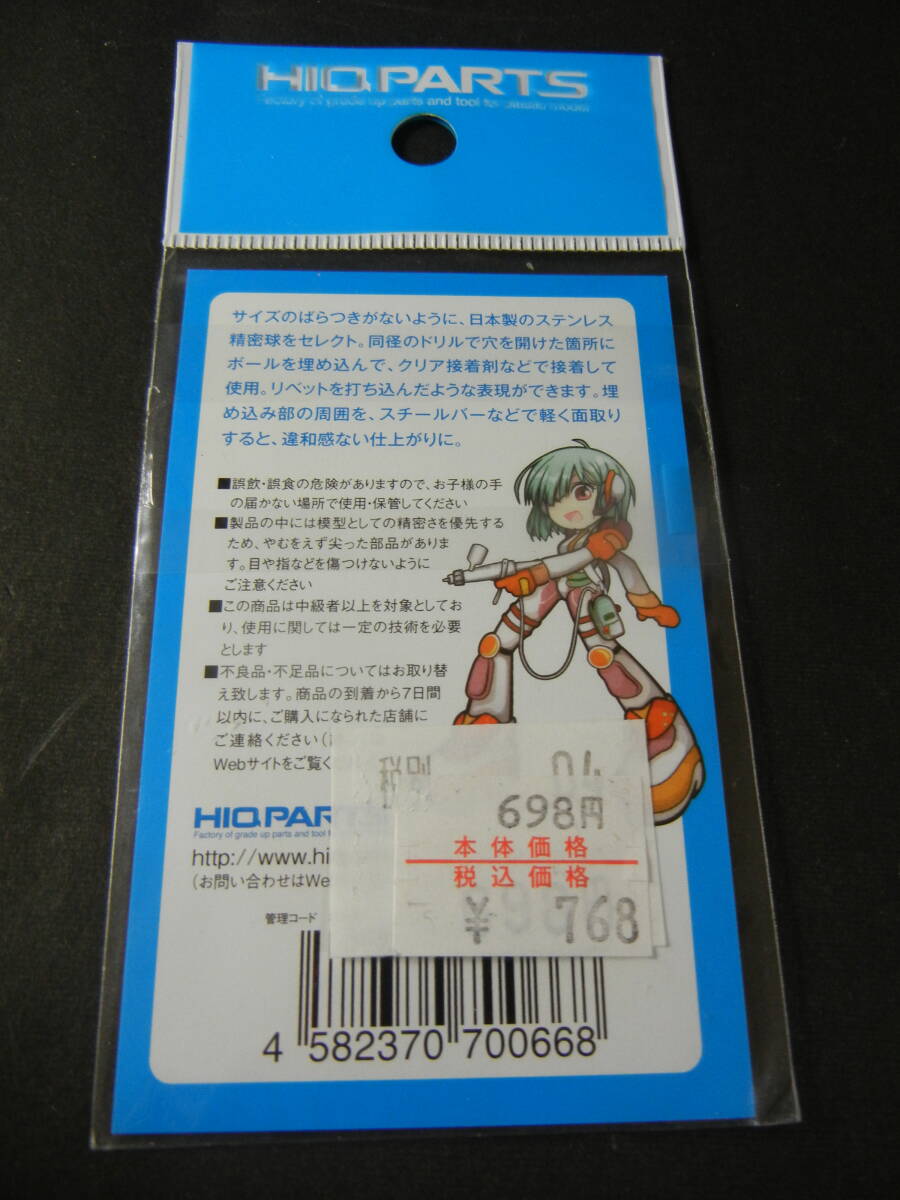 HIQPARTS
Factory of grade up parts and tool for plastic model
サイズのばらつきがないように、日本製のステンレス
精密球をセレクト。同径のドリルで穴を開けた箇所に
ボールを埋め込んで、クリア接着剤などで接着して
使用。リベットを打ち込んだような表現ができます。埋
め込み部の周囲を、スチールバーなどで軽く面取り
すると、違和感ない仕上がりに。
■誤飲・誤食の危険がありますので、お子様の手
の届かない場所で使用・保管してください
■製品の中には模型としての精密さを優先する
ため、やむをえず尖った部品がありま
す。目や指などを傷つけないように
ご注意ください
■この商品は中級者以上を対象としてお
り、使用に関しては一定の技術を必要
とします
■不良品・不足品についてはお取り替
え致します。商品の到着から7日間
以内に、ご購入になられた店舗に
ご連絡ください(
Webサイトをご覧く
税別
698円
本体価格
税込価格
¥ 768
HIQPAR
Factory of grade up parts and tool f
http://www.hi
(お問い合わせはWe
管理コード
4 582370 700668